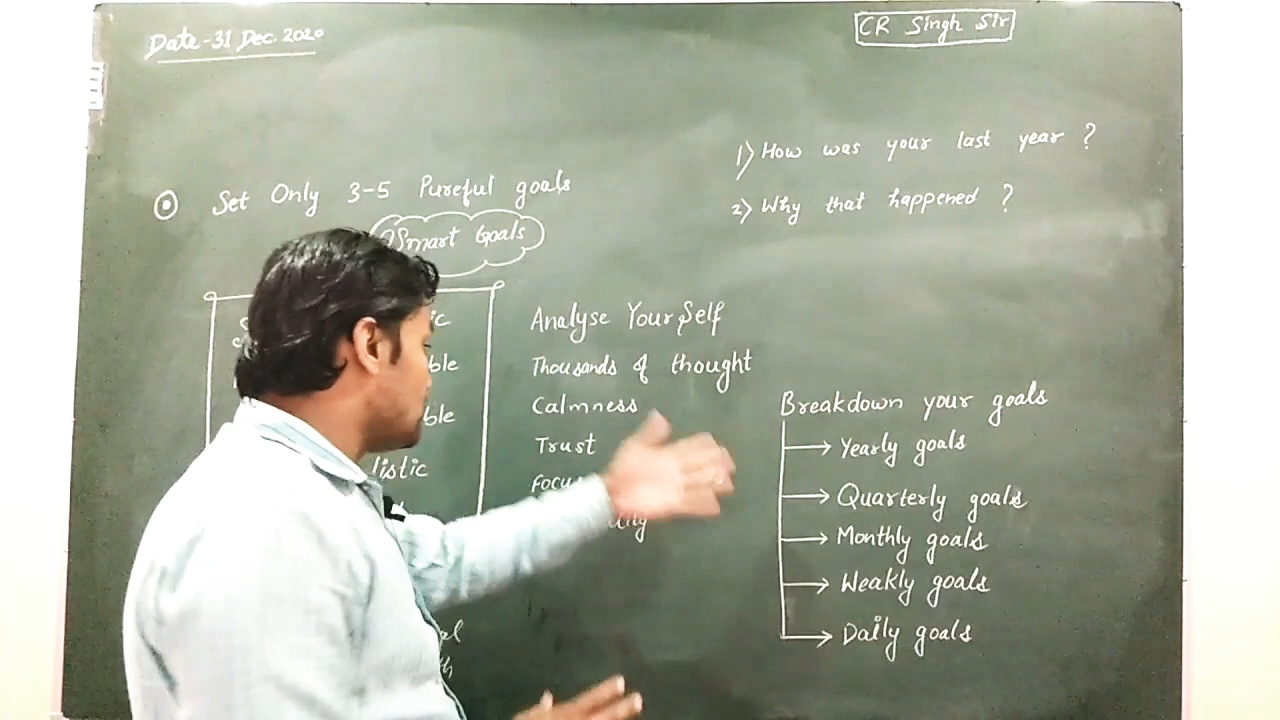 Date-31 Dec. 2020
CR Singh Sir
1) How was your last year ?
2) Why that happened ?
Set Only 3-5 Pureful goals
Smart Goals
Analyse YourSelf
Thousands of thought
Calmness
Trust
Breakdown your goals
Yearly goals
Quarterly goals
Monthly goals
Weakly goals
Daily goals